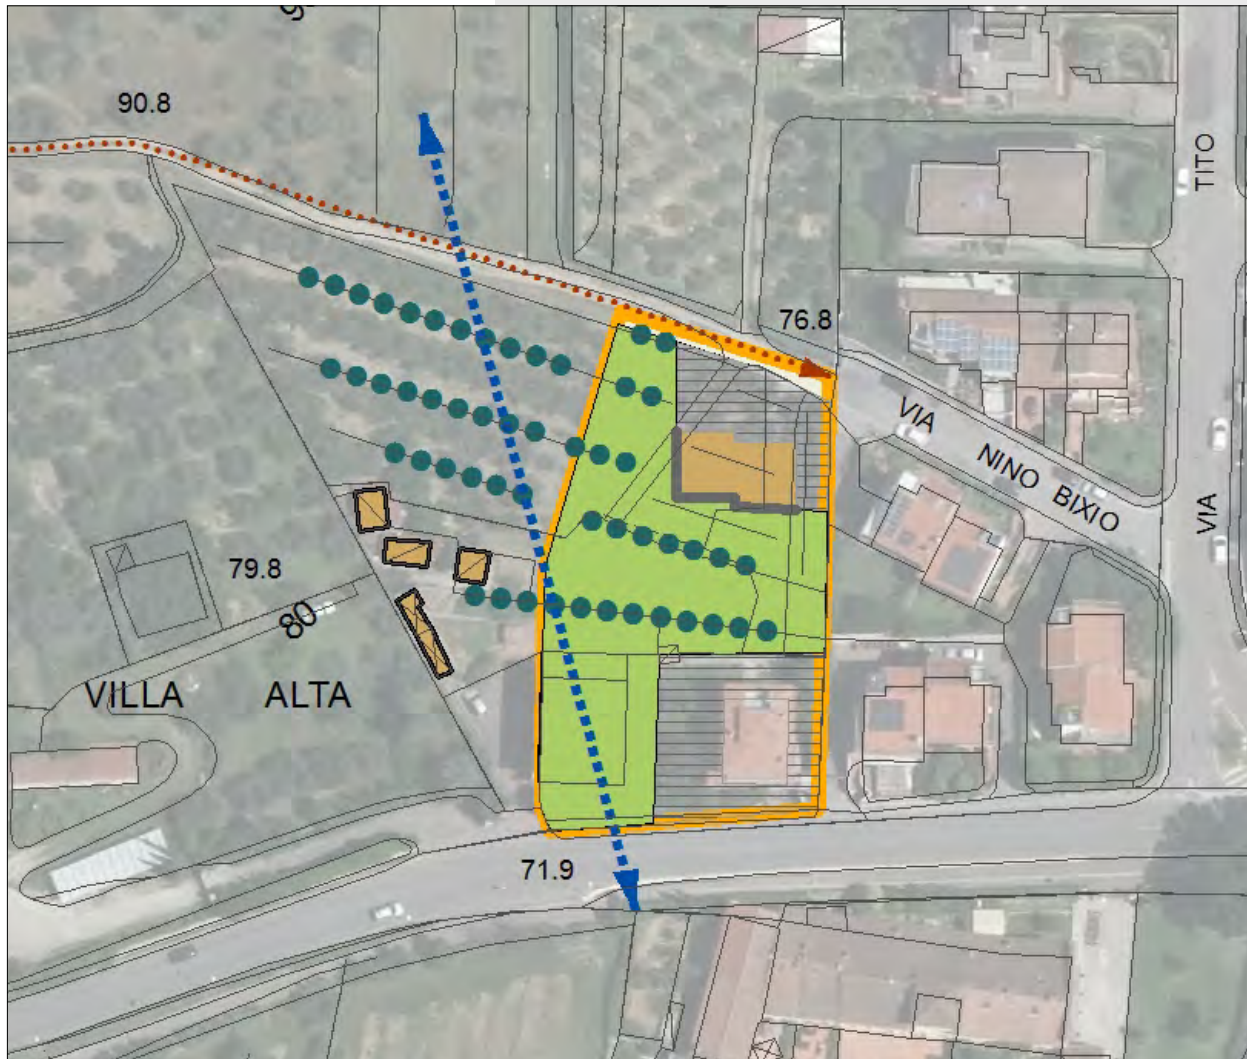 90.8
TITO
76.8
VIA
NINO BIXIO
VIA
79.8
80
VILLA ALTA
71.9